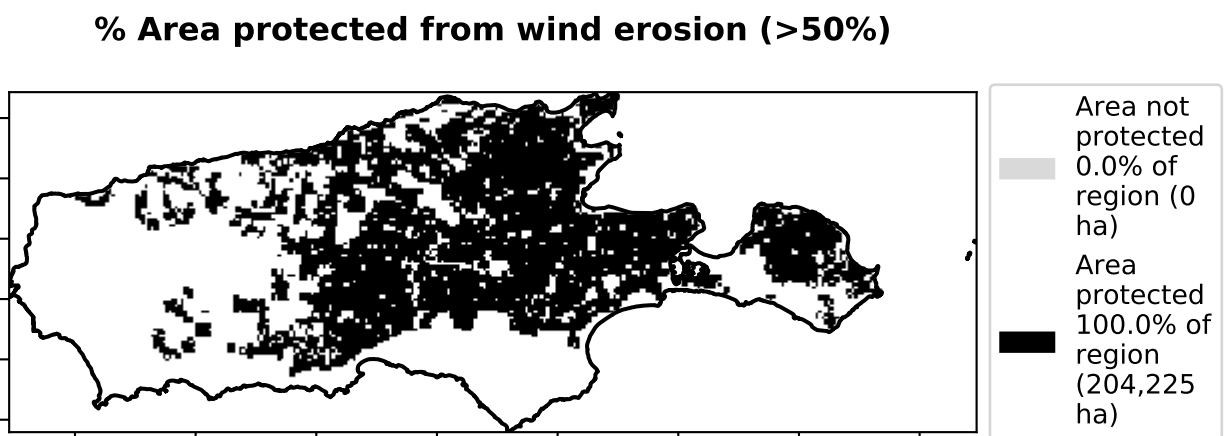 % Area protected from wind erosion (>50%)
Area not
protected
0.0% of
region (0
ha)
Area
protected
100.0% of
region
(204,225
ha)